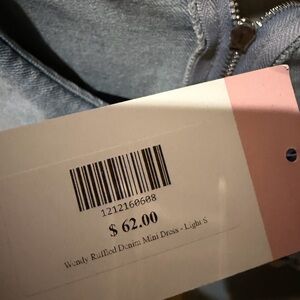 1212160608
$ 62.00
Wendy Ruffled Denim Mini Dress - Light S